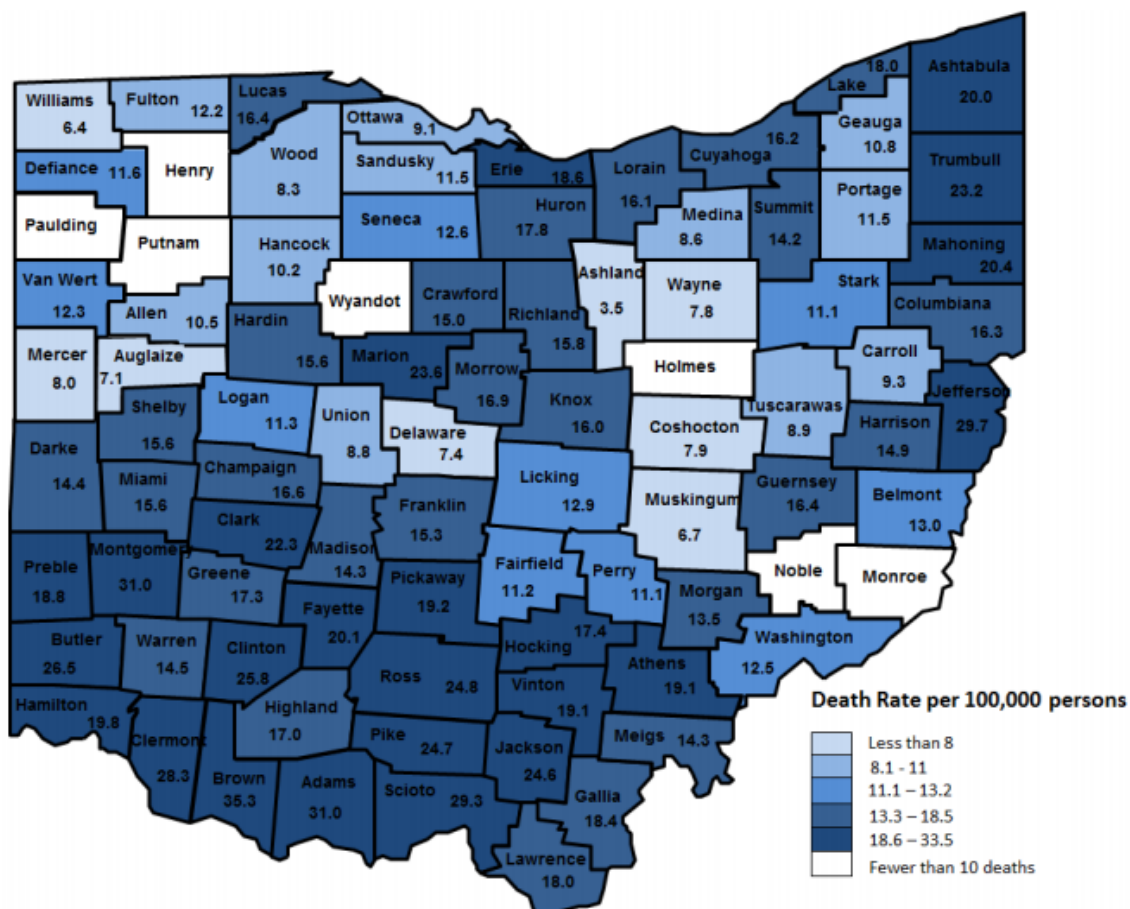 Williams
6.4
Fulton 12.2
Lucas
16.4
Ottawa
9.1
Lake 18.0
Ashtabula
20.0
Defiance 11.6
Henry
Wood
8.3
Sandusky
11.5
Erie 18.6
Lorain
16.1
Cuyahoga 16.2
Geauga
10.8
Trumbull
23.2
Paulding
Putnam
Hancock
10.2
Seneca
12.6
Huron
17.8
Medina
8.6
Summit
14.2
Portage
11.5
Mahoning
20.4
Van Wert
12.3
Allen 10.5
Hardin
15.6
Wyandot
Crawford
15.0
Richland
15.8
Ashland
3.5
Wayne
7.8
Stark
11.1
Columbiana
16.3
Mercer
8.0
Auglaize
7.1
Marion
23.6
Morrow
16.9
Holmes
Carroll
9.3
Jefferson
29.7
Shelby
15.6
Logan
11.3
Union
8.8
Delaware
7.4
Knox
16.0
Coshocton
7.9
Tuscarawas
8.9
Harrison
14.9
Darke
14.4
Miami
15.6
Champaign
16.6
Franklin
15.3
Licking
12.9
Muskingum
6.7
Guernsey
16.4
Belmont
13.0
Clark
22.3
Madison
14.3
Preble
18.8
Montgomery
31.0
Greene
17.3
Fayette
20.1
Pickaway
19.2
Fairfield
11.2
Perry
11.1
Morgan
13.5
Noble
Monroe
Butler
26.5
Warren
14.5
Clinton
25.8
Ross
24.8
Hocking 17.4
Vinton
19.1
Athens
19.1
Washington
12.5
Hamilton
19.8
Clermont
28.3
Highland
17.0
Pike 24.7
Jackson
24.6
Meigs 14.3
Brown
35.3
Adams
31.0
Scioto 29.3
Gallia
18.4
Lawrence
18.0
Death Rate per 100,000 persons
Less than 8
8.1 - 11
11.1 – 13.2
13.3 – 18.5
18.6 – 33.5
Fewer than 10 deaths